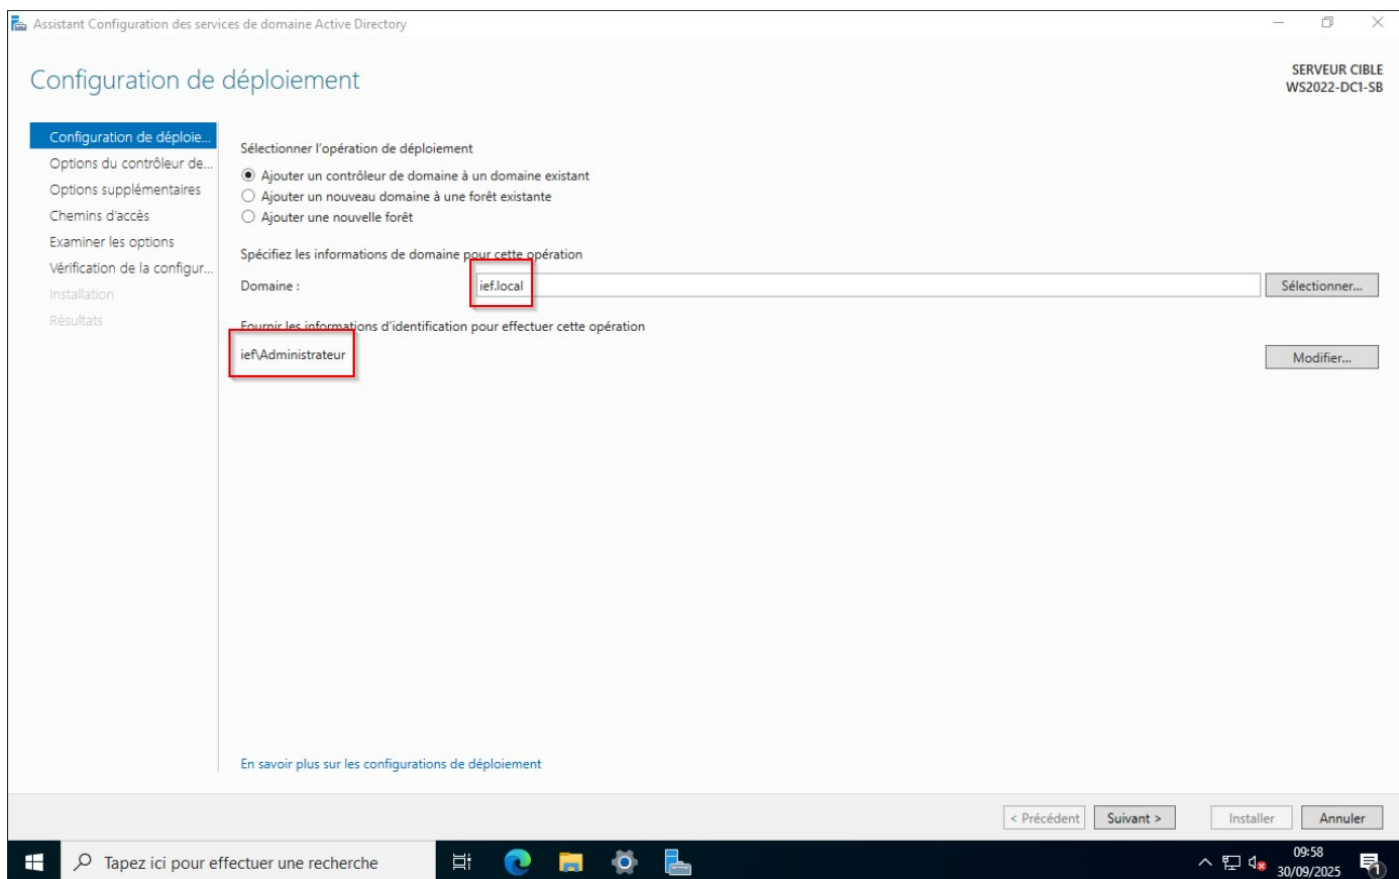 Assistant Configuration des services de domaine Active Directory
Configuration de déploiement
SERVEUR CIBLE
WS2022-DC1-SB
Configuration de déploie...
Options du contrôleur de...
Options supplémentaires
Chemins d'accès
Examiner les options
Vérification de la configur...
Installation
Résultats
Sélectionner l'opération de déploiement
Ajouter un contrôleur de domaine à un domaine existant
Ajouter un nouveau domaine à une forêt existante
Ajouter une nouvelle forêt
Spécifiez les informations de domaine pour cette opération
Domaine : ief.local Sélectionner...
Fournir les informations d'identification pour effectuer cette opération
ief\Administrateur Modifier...
En savoir plus sur les configurations de déploiement
< Précédent Suivant > Installer Annuler
Tapez ici pour effectuer une recherche
09:58
30/09/2025
1